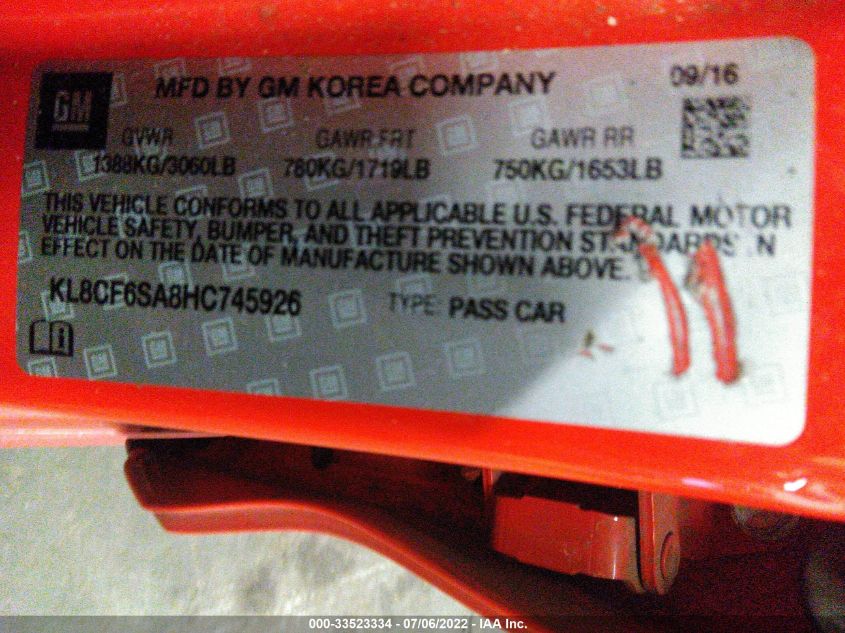 GM
MFD BY GM KOREA COMPANY
09/16
GVWR GAWR FRT GAWR RR
1388KG/3060LB 780KG/1719LB 750KG/1653LB
THIS VEHICLE CONFORMS TO ALL APPLICABLE U.S. FEDERAL MOTOR
VEHICLE SAFETY, BUMPER, AND THEFT PREVENTION STANDARDS IN
EFFECT ON THE DATE OF MANUFACTURE SHOWN ABOVE.
KL8CF6SA8HC745926 TYPE: PASS CAR
000-33523334 - 07/06/2022 - IAA Inc.